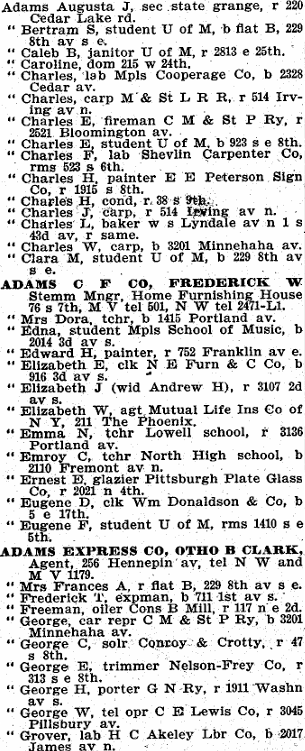 Adams Augusta J, sec state grange, r 220
Cedar Lake rd.
" Bertram S, student U of M, b flat B, 229
8th av s e.
" Caleb B, janitor U of M, r 2813 e 25th.
" Caroline, dom 215 w 24th.
" Charles, lab Mpls Cooperage Co, b 2328
Cedar av.
" Charles, carp M & St L R R, r 514 Irv-
ing av n.
" Charles E, fireman C M & St P Ry, r
2521 Bloomington av.
" Charles E, student U of M, b 923 s e 8th.
" Charles F, lab Shevlin Carpenter Co,
rms 523 s 6th.
" Charles H, painter E E Peterson Sign
Co, r 1915 s 8th.
" Charles H, cond, r 38 s 9th.
" Charles J, carp, r 514 Irving av n.
" Charles L, baker w s Lyndale av n 1 s
43d av, r same.
" Charles W, carp, b 3201 Minnehaha av.
" Clara M, student U of M, b 229 8th av
s e.
ADAMS C F CO, FREDERICK W
Stemm Mngr, Home Furnishing House
76 s 7th, M V tel 501, N W tel 2471-L1.
" Mrs Dora, tchr, b 1415 Portland av.
" Edna, student Mpls School of Music, b
2014 3d av s.
" Edward H, painter, r 752 Franklin av e.
" Elizabeth E, clk N E Furn & C Co, b
916 3d av s.
" Elizabeth J (wid Andrew H), r 3107 2d
av s.
" Elizabeth W, agt Mutual Life Ins Co of
N Y, 211 The Phoenix.
" Emma N, tchr Lowell school, r 3136
Portland av.
" Emroy C, tchr North High school, b
2110 Fremont av n.
" Ernest E, glazier Pittsburg Plate Glass
Co, r 2021 n 4th.
" Eugene D, clk Wm Donaldson & Co, b
5 e 17th.
" Eugene F, student U of M, rms 1410 s e
5th.
ADAMS EXPRESS CO, OTHO B CLARK,
Agent, 256 Hennepin av, tel N W and
M V 1179.
" Mrs Frances A, r flat B, 229 8th av s e.
" Frederick T, expman, b 711 1st av s.
" Freeman, oiler Cons B Mill, r 117 n e 2d.
" George, car repr C M & St P Ry, b 3201
Minnehaha av.
" George C, solr Conroy & Crotty, r 47
s 8th.
" George E, trimmer Nelson-Frey Co, r
313 s e 8th.
" George H, porter G N Ry, r 1911 Washn
av s.
" George W, tel opr C E Lewis Co, r 3045
Pillsbury av.
" Grover, lab H C Akeley Lbr Co, b 2017
James av n.